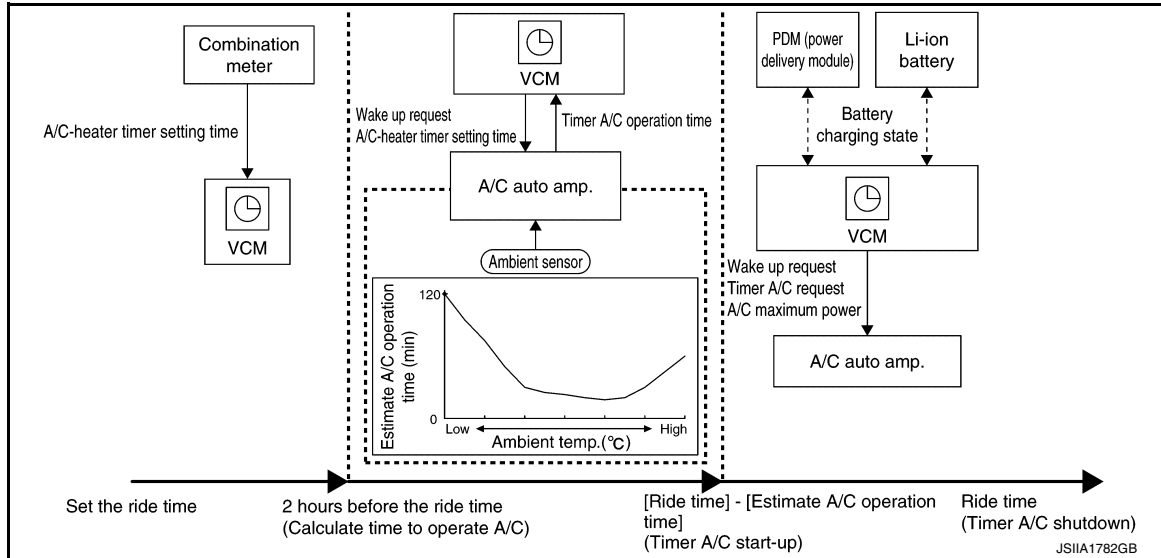 Combination
meter
A/C-heater timer setting time
VCM
VCM
Wake up request
A/C-heater timer setting time
Timer A/C operation time
A/C auto amp.
Ambient sensor
Estimate A/C operation
time (min)
120
0
Low
High
Ambient temp.(°C)
PDM (power
delivery module)
Li-ion
battery
Battery
charging state
VCM
Wake up request
Timer A/C request
A/C maximum power
A/C auto amp.
Set the ride time
2 hours before the ride time
(Calculate time to operate A/C)
[Ride time] - [Estimate A/C operation
time]
(Timer A/C start-up)
Ride time
(Timer A/C shutdown)
JSIIA1782GB